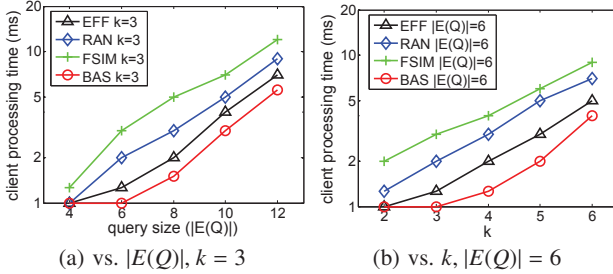 client processing time (ms)
20
10
5
2
1
EFF k=3
RAN k=3
FSIM k=3
BAS k=3
4 6 8 10 12
query size (|E(Q)|)
(a) vs. |E(Q)|, k = 3
client processing time (ms)
20
10
5
2
1
EFF |E(Q)|=6
RAN |E(Q)|=6
FSIM |E(Q)|=6
BAS |E(Q)|=6
2 3 4 5 6
k
(b) vs. k, |E(Q)| = 6